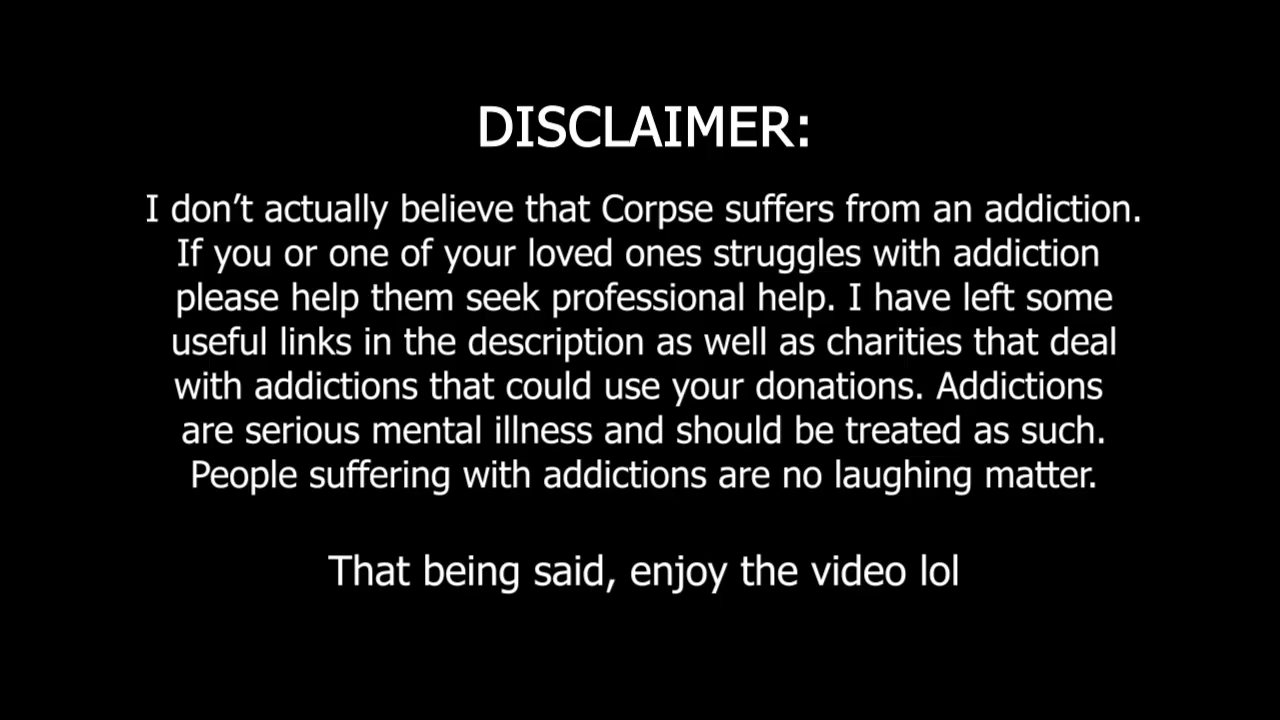 DISCLAIMER:
I don’t actually believe that Corpse suffers from an addiction.
If you or one of your loved ones struggles with addiction
please help them seek professional help. I have left some
useful links in the description as well as charities that deal
with addictions that could use your donations. Addictions
are serious mental illness and should be treated as such.
People suffering with addictions are no laughing matter.
That being said, enjoy the video lol